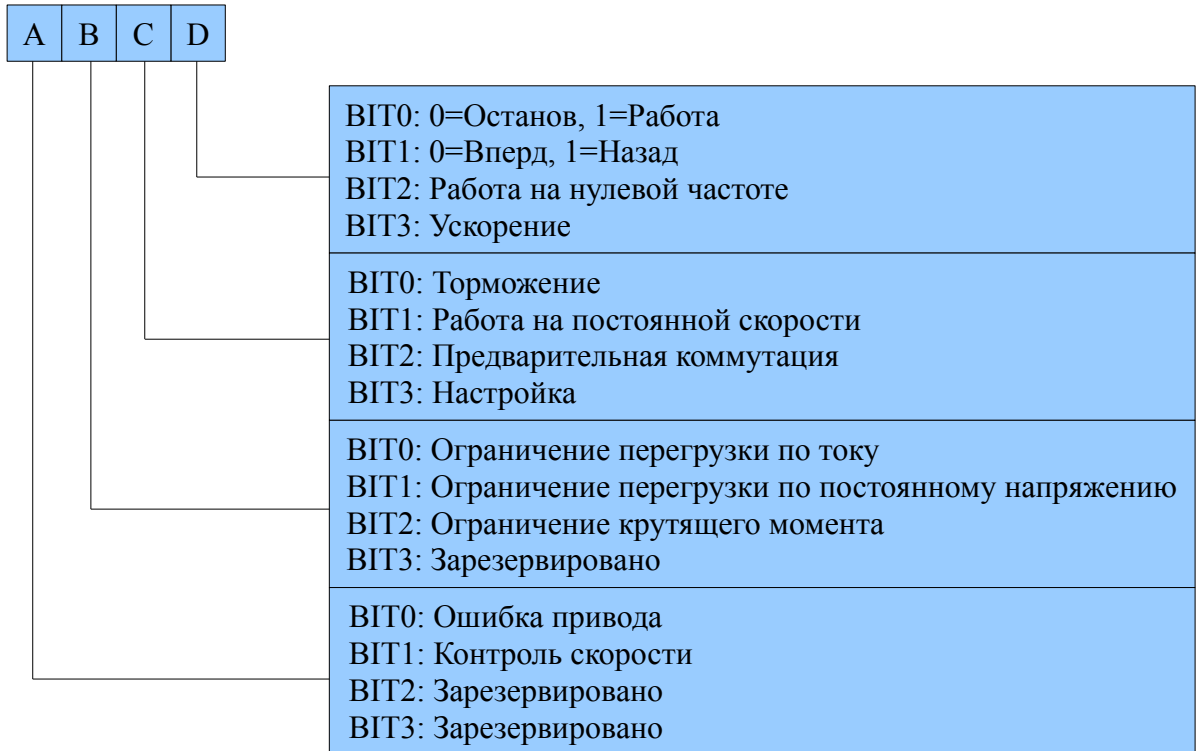 A B C D
BIT0: 0=Останов, 1=Работа
BIT1: 0=Вперд, 1=Назад
BIT2: Работа на нулевой частоте
BIT3: Ускорение
BIT0: Торможение
BIT1: Работа на постоянной скорости
BIT2: Предварительная коммутация
BIT3: Настройка
BIT0: Ограничение перегрузки по току
BIT1: Ограничение перегрузки по постоянному напряжению
BIT2: Ограничение крутящего момента
BIT3: Зарезервировано
BIT0: Ошибка привода
BIT1: Контроль скорости
BIT2: Зарезервировано
BIT3: Зарезервировано